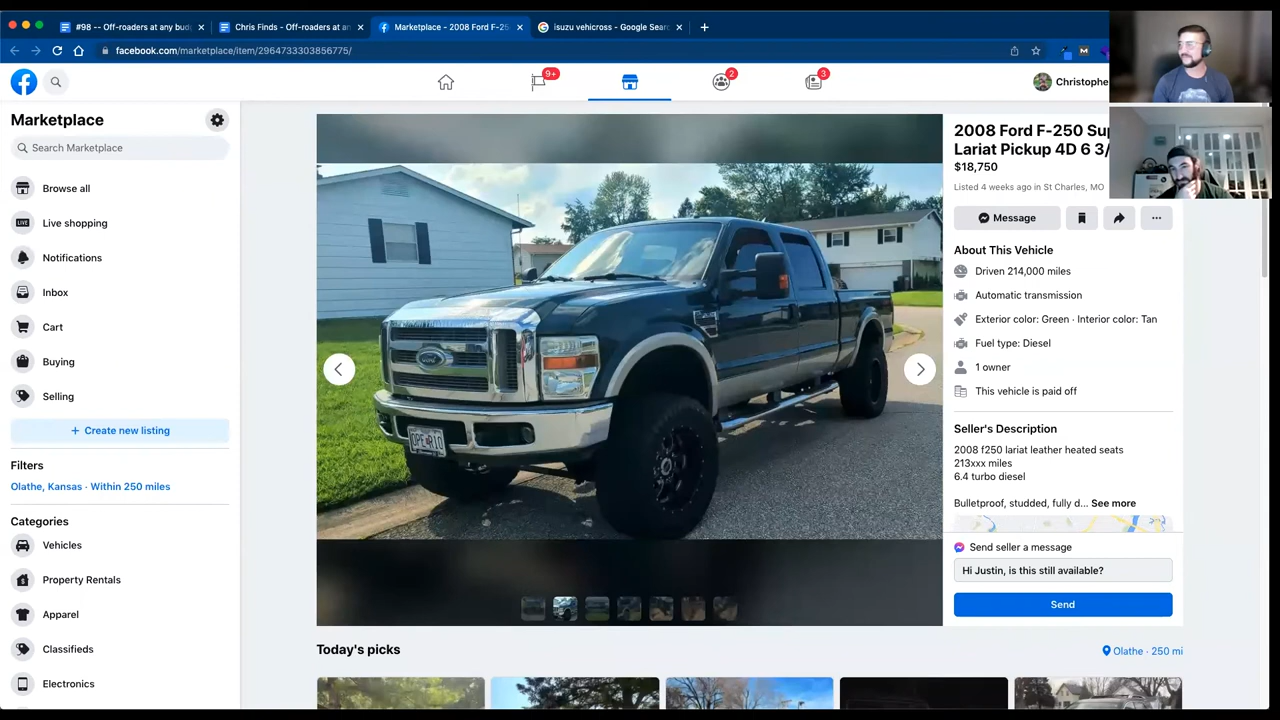 #98 -- Off-roaders at any bud
Chris Finds - Off-roaders at an
Marketplace - 2008 Ford F-25
isuzu vehicross - Google Searc
facebook.com/marketplace/item/2964733303856775/
M
9+
2
3
Christophe
Marketplace
Search Marketplace
Browse all
LIVE
Live shopping
Notifications
Inbox
Cart
Buying
Selling
+ Create new listing
Filters
Olathe, Kansas · Within 250 miles
Categories
Vehicles
Property Rentals
Apparel
Classifieds
Electronics
Ford
2008 Ford F-250 Sup
Lariat Pickup 4D 6 3/
$18,750
Listed 4 weeks ago in St Charles, MO
Message
About This Vehicle
Driven 214,000 miles
Automatic transmission
Exterior color: Green · Interior color: Tan
Fuel type: Diesel
1 owner
This vehicle is paid off
Seller's Description
2008 f250 lariat leather heated seats
213xxx miles
6.4 turbo diesel
Bulletproof, studded, fully d... See more
Send seller a message
Hi Justin, is this still available?
Send
Today's picks
Olathe · 250 mi